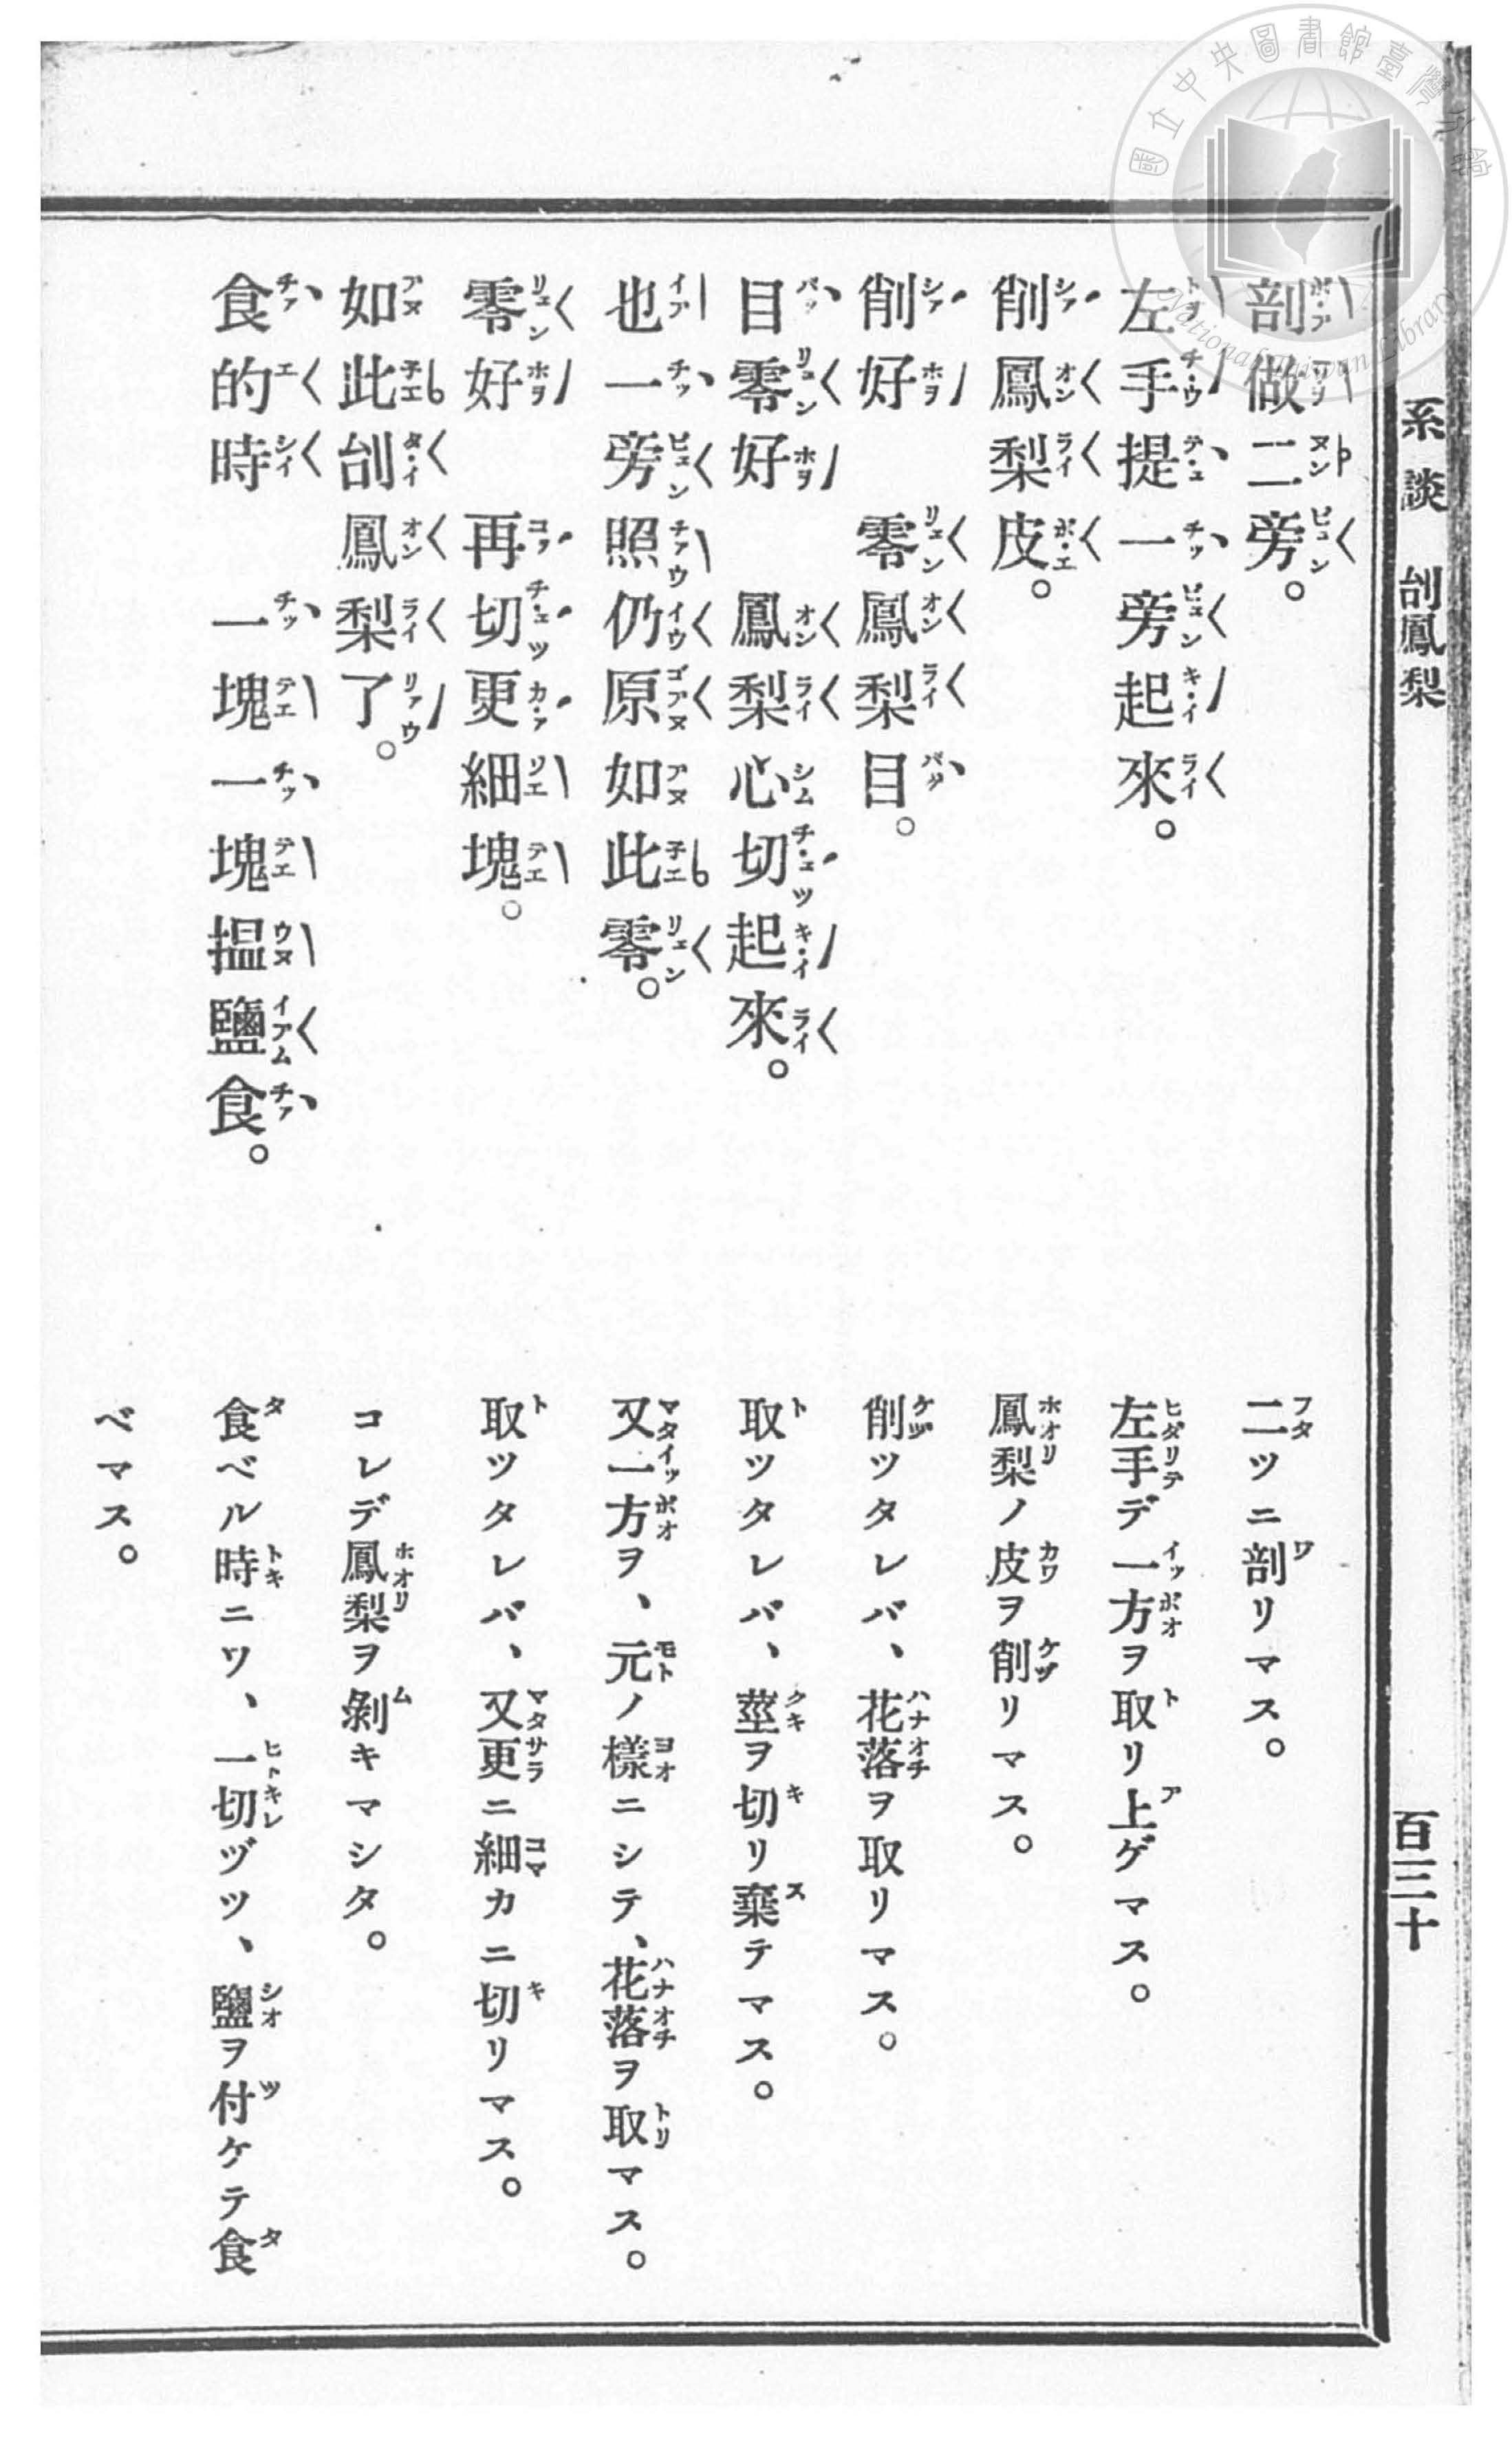 系談 刣鳳梨
百三十
剖做二旁。
左手提一旁起來。
削鳳梨皮。
削好 零鳳梨目。
目零好 鳳梨心切起來。
也一旁照仍原如此零。
零好 再切更細塊。
如此刣鳳梨了。
食的時 一塊一塊搵鹽食。
二ツニ剖リマス。
左手デ一方ヲ取リ上ゲマス。
鳳梨ノ皮ヲ削リマス。
削ツタレバ、花落ヲ取リマス。
取ツタレバ、莖ヲ切リ棄テマス。
又一方ヲ、元ノ樣ニシテ、花落ヲ取マス。
取ツタレバ、又更ニ細カニ切リマス。
コレデ鳳梨ヲ剝キマシタ。
食ベル時ニワ、一切ヅツ、鹽ヲ付ケテ食
ベマス。
國立中央圖書館臺灣分館
National Taiwan Library